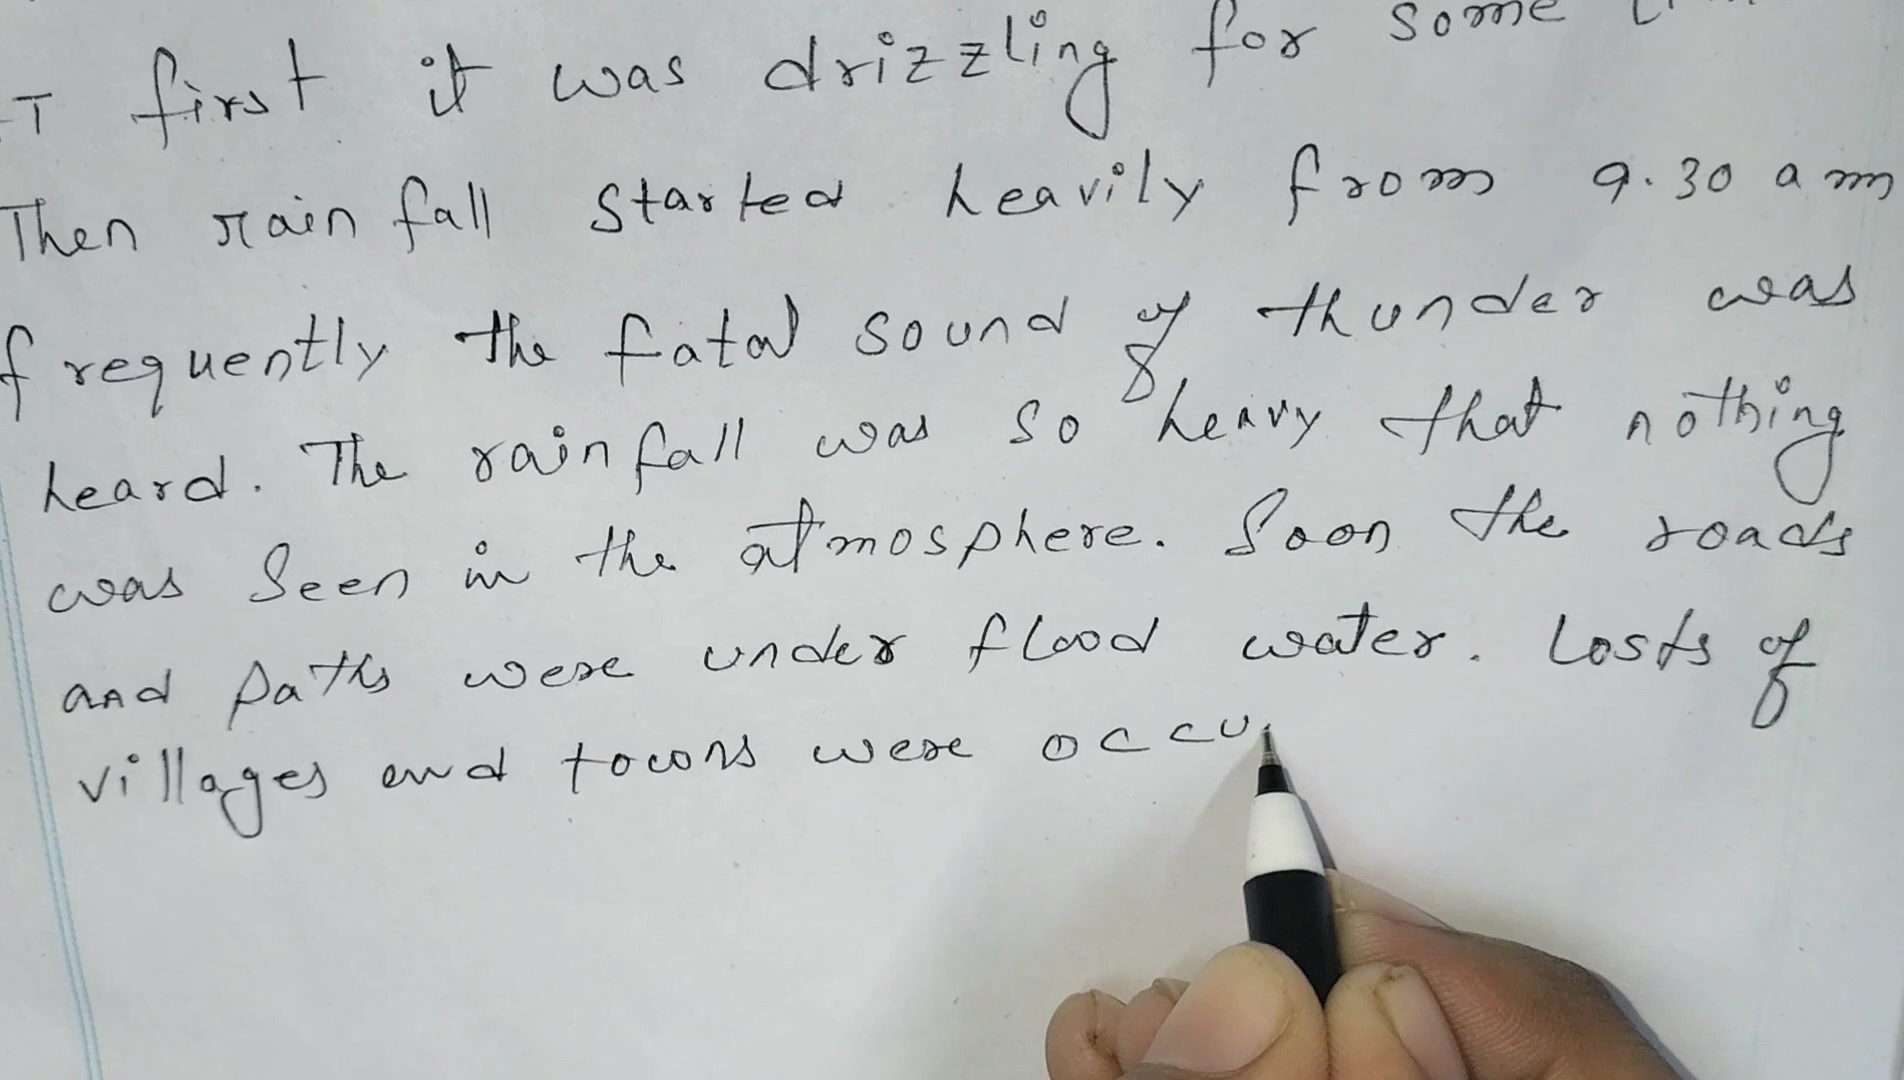 AT first it was drizzling for some
Then rainfall started heavily from 9.30 am
frequently the fatal sound of thunder was
heard. The rainfall was so heavy that nothing
was seen in the atmosphere. Soon the roads
and paths were under flood water. Losts of
villages and towns were occu